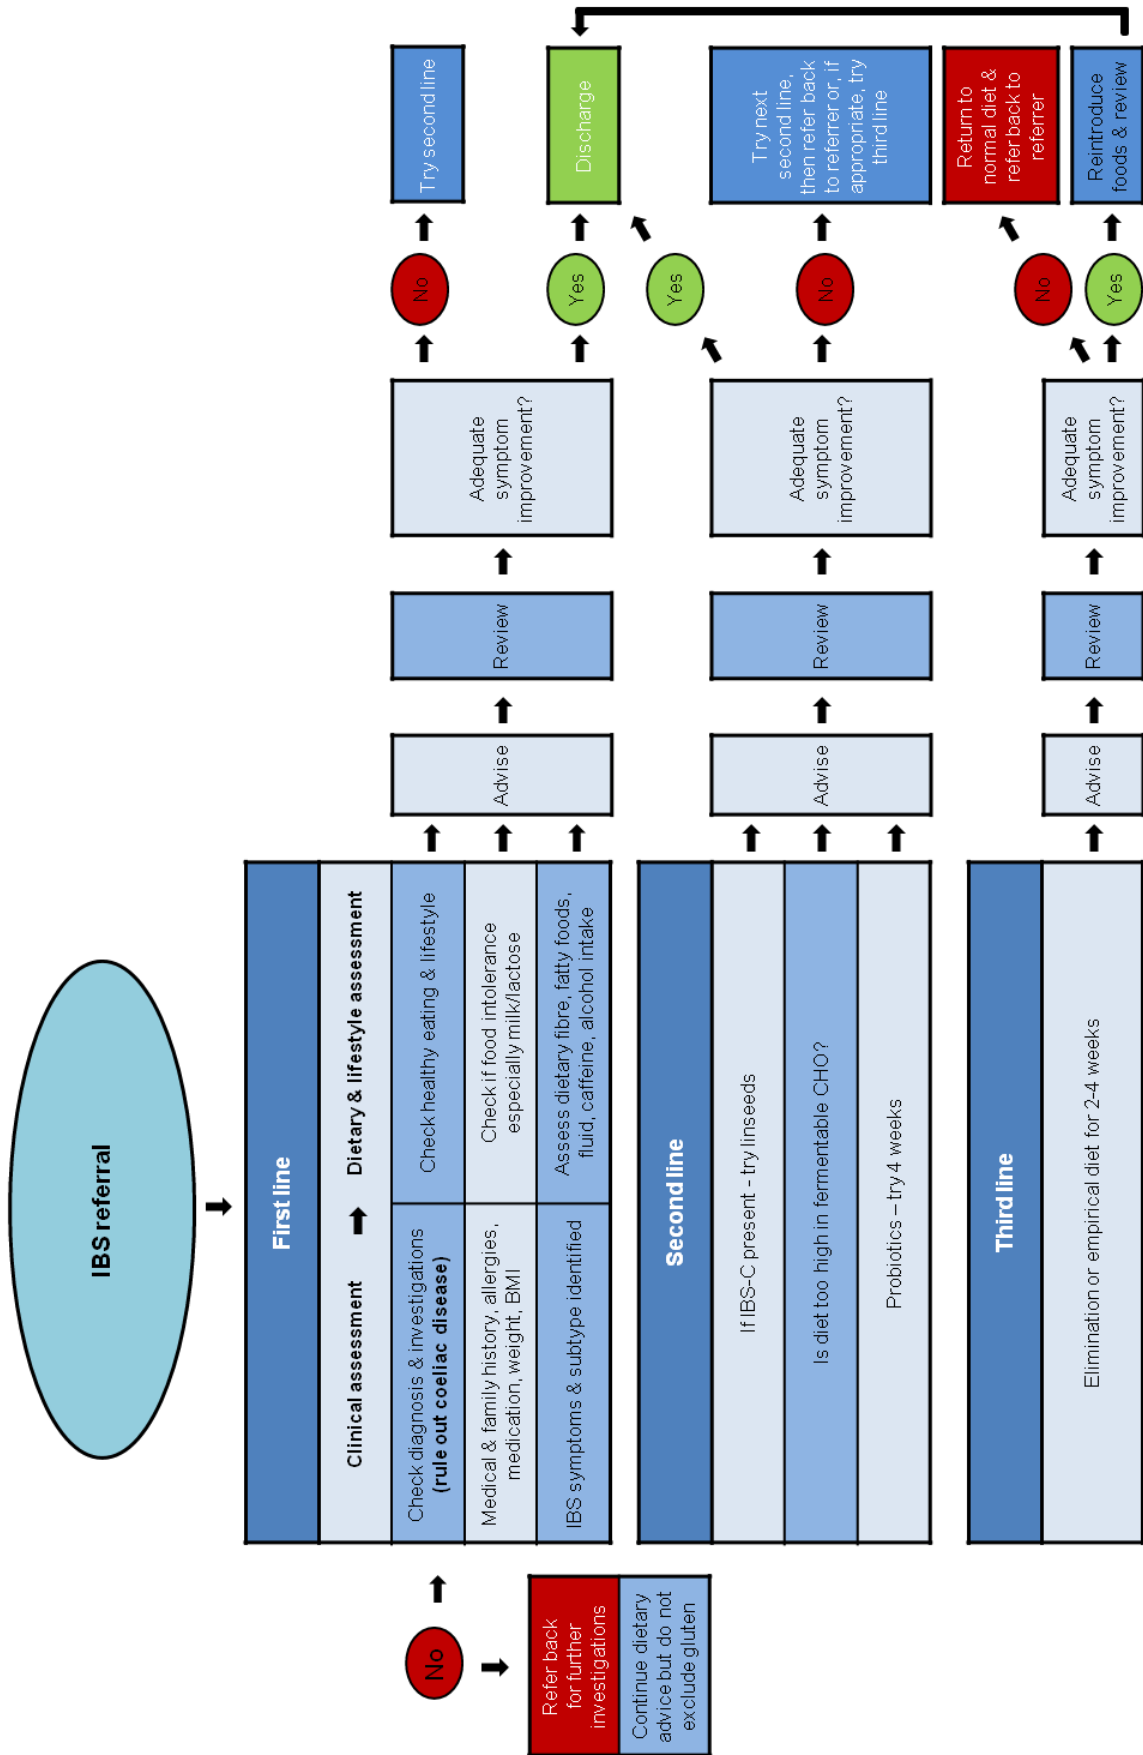 IBS referral
First line
Clinical assessment
Dietary & lifestyle assessment
No
Check diagnosis & investigations
(rule out coeliac disease)
Check healthy eating & lifestyle
Medical & family history, allergies,
medication, weight, BMI
Check if food intolerance
especially milk/lactose
IBS symptoms & subtype identified
Assess dietary fibre, fatty foods,
fluid, caffeine, alcohol intake
Advise
Review
Adequate
symptom
improvement?
No
Try second line
Yes
Discharge
Refer back
for further
investigations
Continue dietary
advice but do not
exclude gluten
Second line
If IBS-C present - try linseeds
Is diet too high in fermentable CHO?
Probiotics – try 4 weeks
Advise
Review
Adequate
symptom
improvement?
Yes
No
Try next
second line,
then refer back
to referrer or, if
appropriate, try
third line
Third line
Elimination or empirical diet for 2-4 weeks
Advise
Review
Adequate
symptom
improvement?
No
Return to
normal diet &
refer back to
referrer
Yes
Reintroduce
foods & review